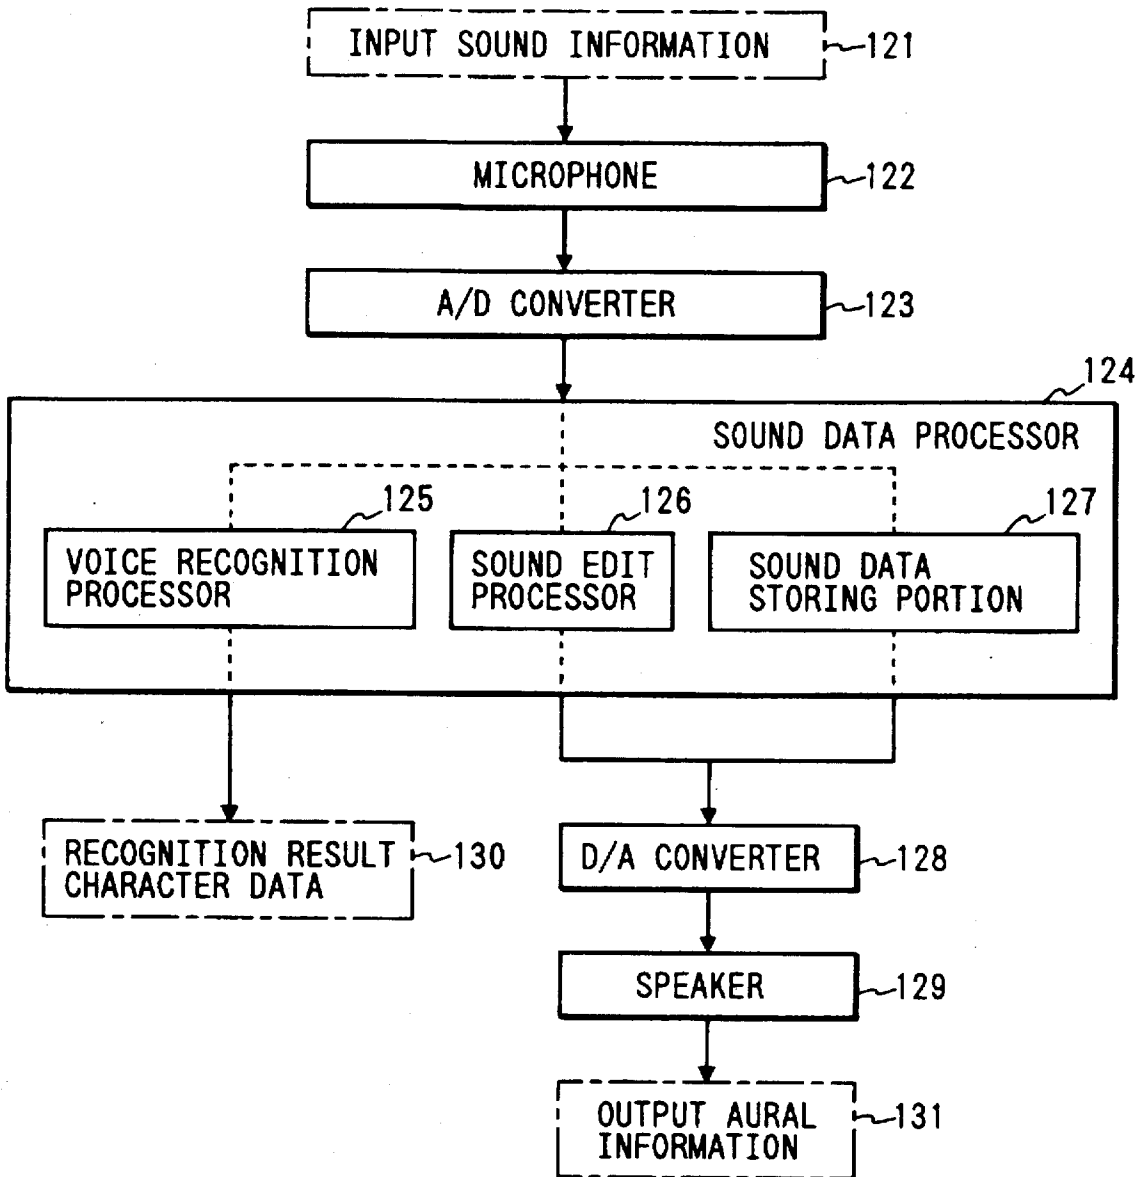 INPUT SOUND INFORMATION
121
MICROPHONE
122
A/D CONVERTER
123
124
SOUND DATA PROCESSOR
125
126
127
VOICE RECOGNITION
PROCESSOR
SOUND EDIT
PROCESSOR
SOUND DATA
STORING PORTION
RECOGNITION RESULT
CHARACTER DATA
130
D/A CONVERTER
128
SPEAKER
129
OUTPUT AURAL
INFORMATION
131